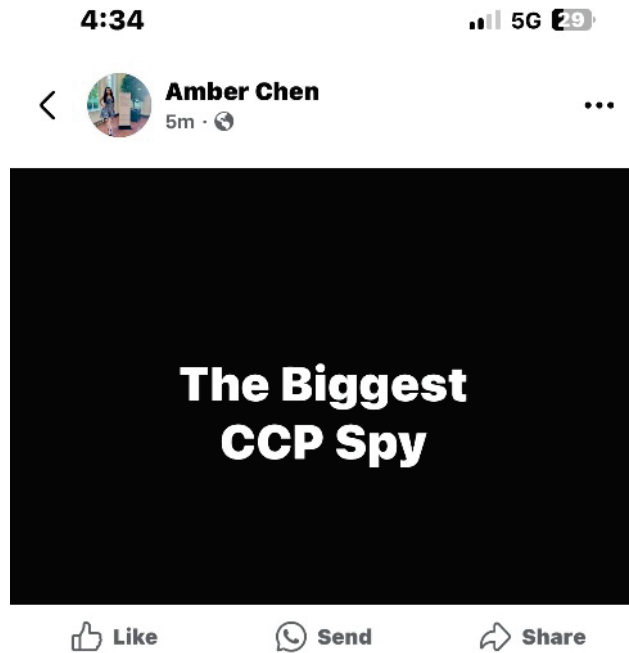 4:34
5G 29
Amber Chen
5m ·
The Biggest
CCP Spy
Like
Send
Share